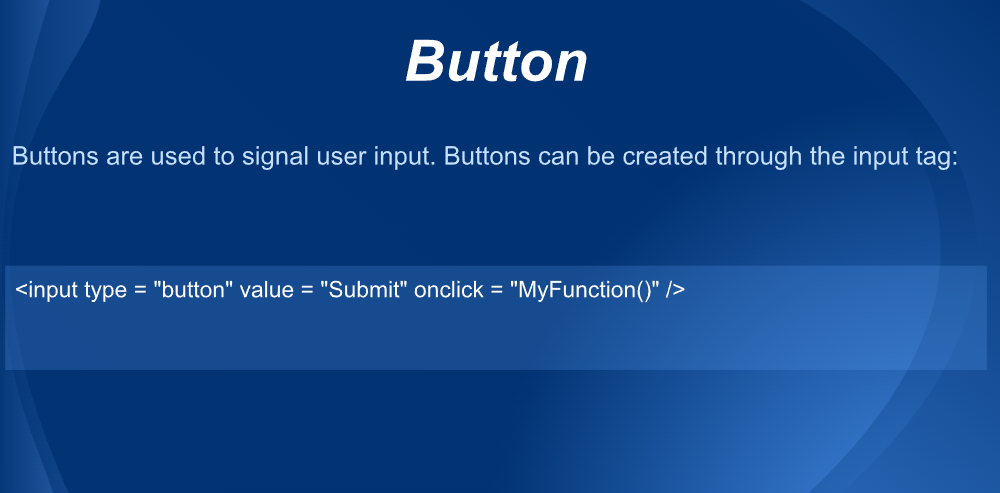 Button
Buttons are used to signal user input. Buttons can be created through the input tag:
<input type = "button" value = "Submit" onclick = "MyFunction()" />